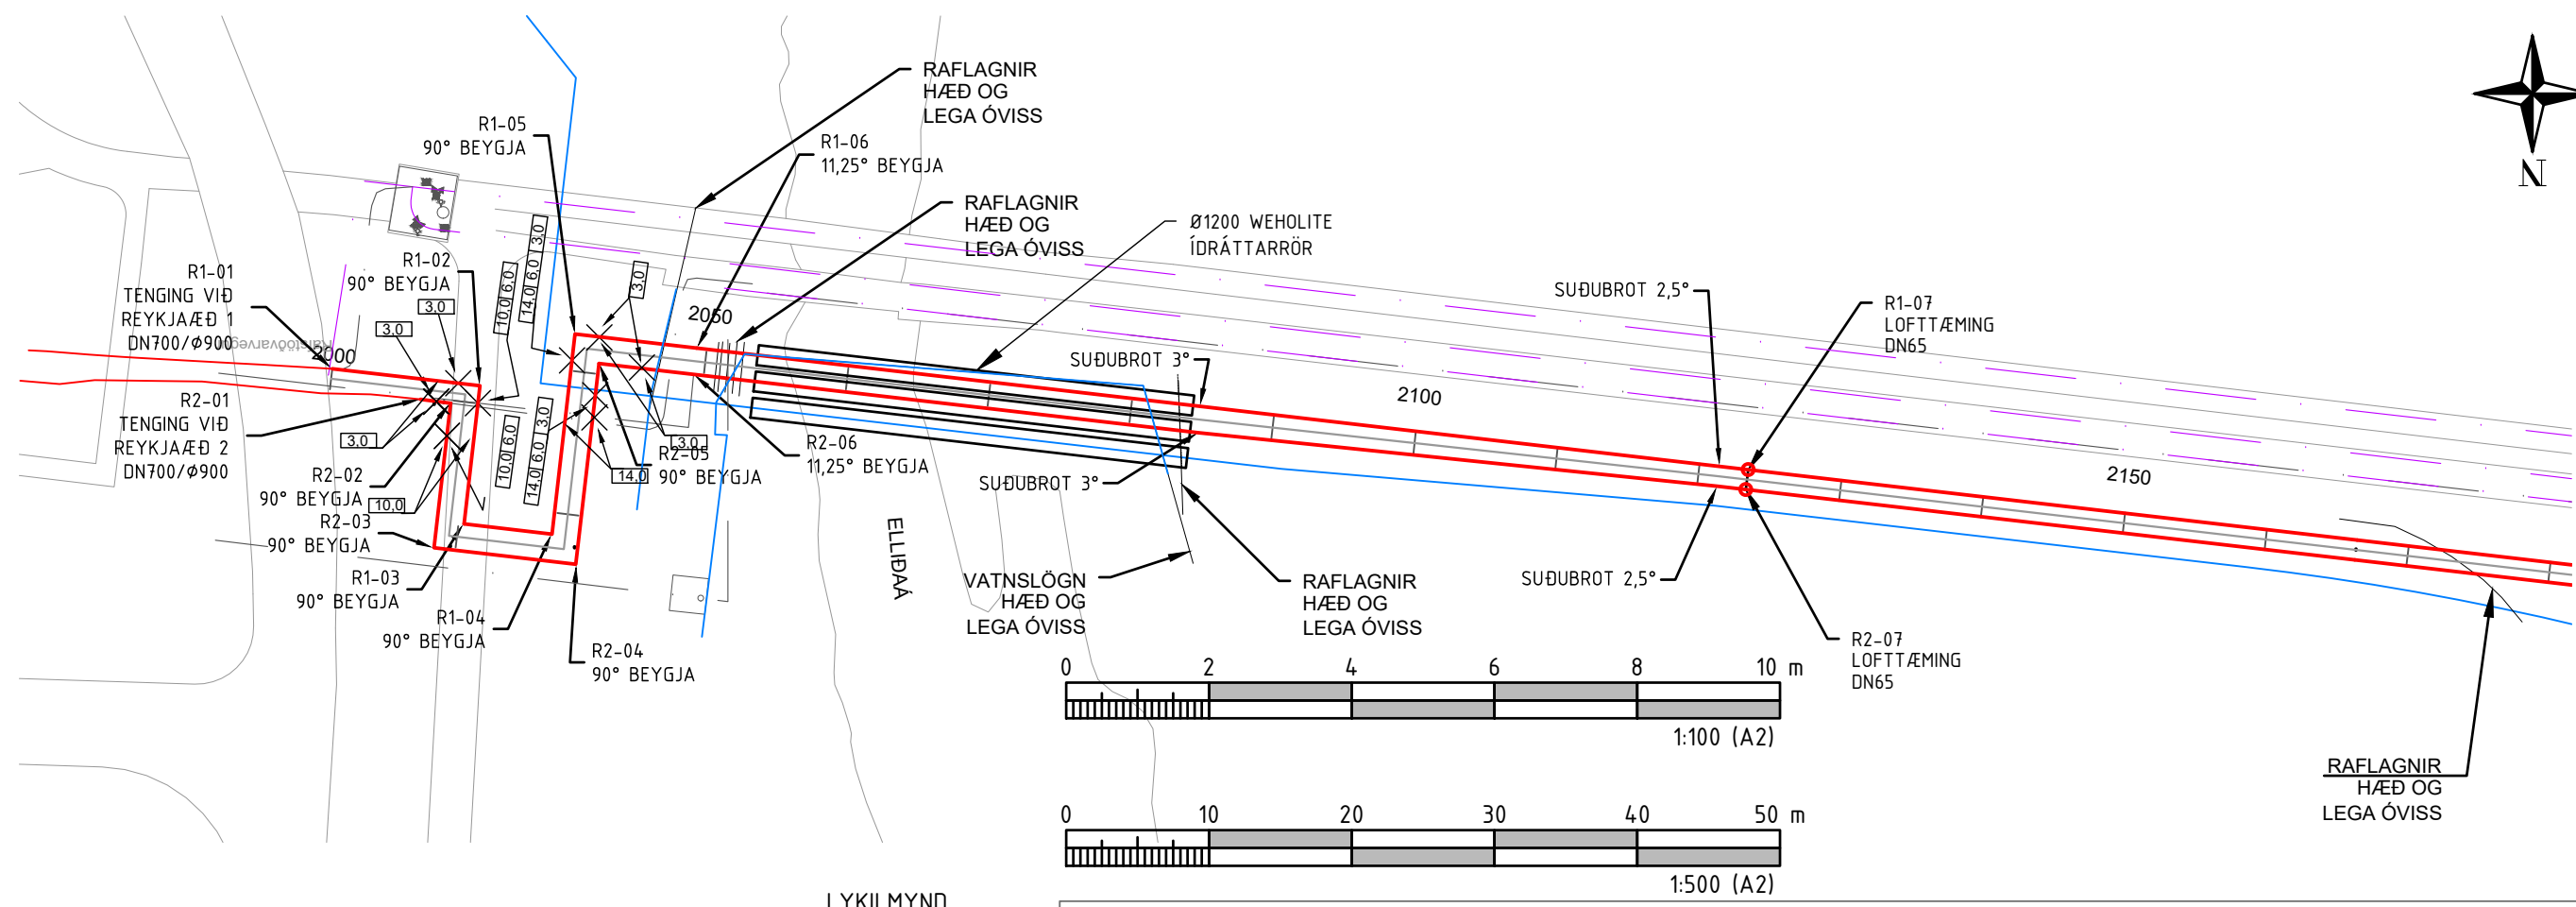 RAFLAGNIR
HÆÐ OG
LEGA ÓVISS
R1-05
90° BEYGJA
R1-06
11,25° BEYGJA
RAFLAGNIR
HÆÐ OG
LEGA ÓVISS
Ø1200 WEHOLITE
ÍDRÁTTARRÖR
N
R1-01
TENGING VIÐ
REYKJAÆÐ 1
DN700/Ø900
R1-02
90° BEYGJA
3,0
3,0
10,0 6,0
14,0 6,0 3,0
3,0
2000
2050
SUÐUBROT 3°
SUÐUBROT 2,5°
R1-07
LOFTTÆMING
DN65
2100
2150
R2-01
TENGING VIÐ
REYKJAÆÐ 2
DN700/Ø900
3,0
R2-02
90° BEYGJA
10,0
10,0 6,0
14,0 6,0 3,0
3,0
14,0
R2-05
90° BEYGJA
R2-06
11,25° BEYGJA
SUÐUBROT 3°
R2-03
90° BEYGJA
R1-03
90° BEYGJA
R1-04
90° BEYGJA
R2-04
90° BEYGJA
ELLIÐAÁ
VATNSLÖGN
HÆÐ OG
LEGA ÓVISS
RAFLAGNIR
HÆÐ OG
LEGA ÓVISS
SUÐUBROT 2,5°
R2-07
LOFTTÆMING
DN65
0 2 4 6 8 10 m
1:100 (A2)
RAFLAGNIR
HÆÐ OG
LEGA ÓVISS
0 10 20 30 40 50 m
1:500 (A2)
LYKILMYND